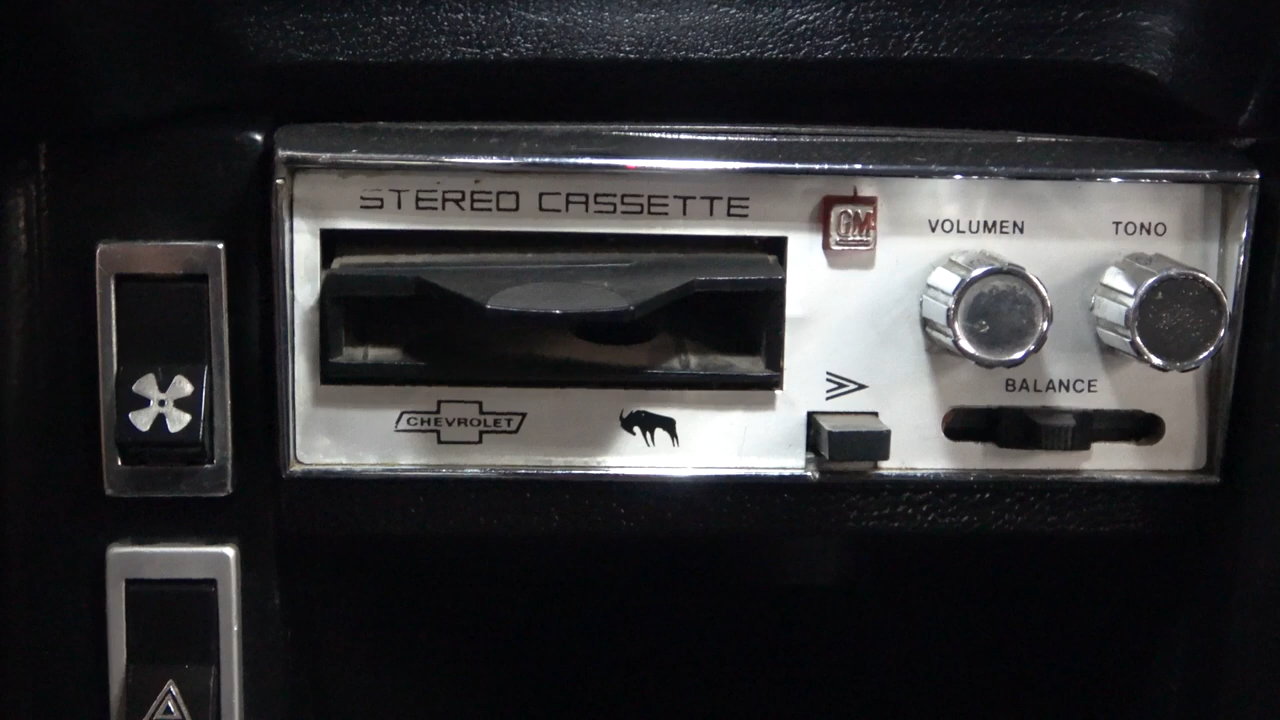 STEREO CASSETTE
GM
VOLUMEN
TONO
BALANCE
CHEVROLET